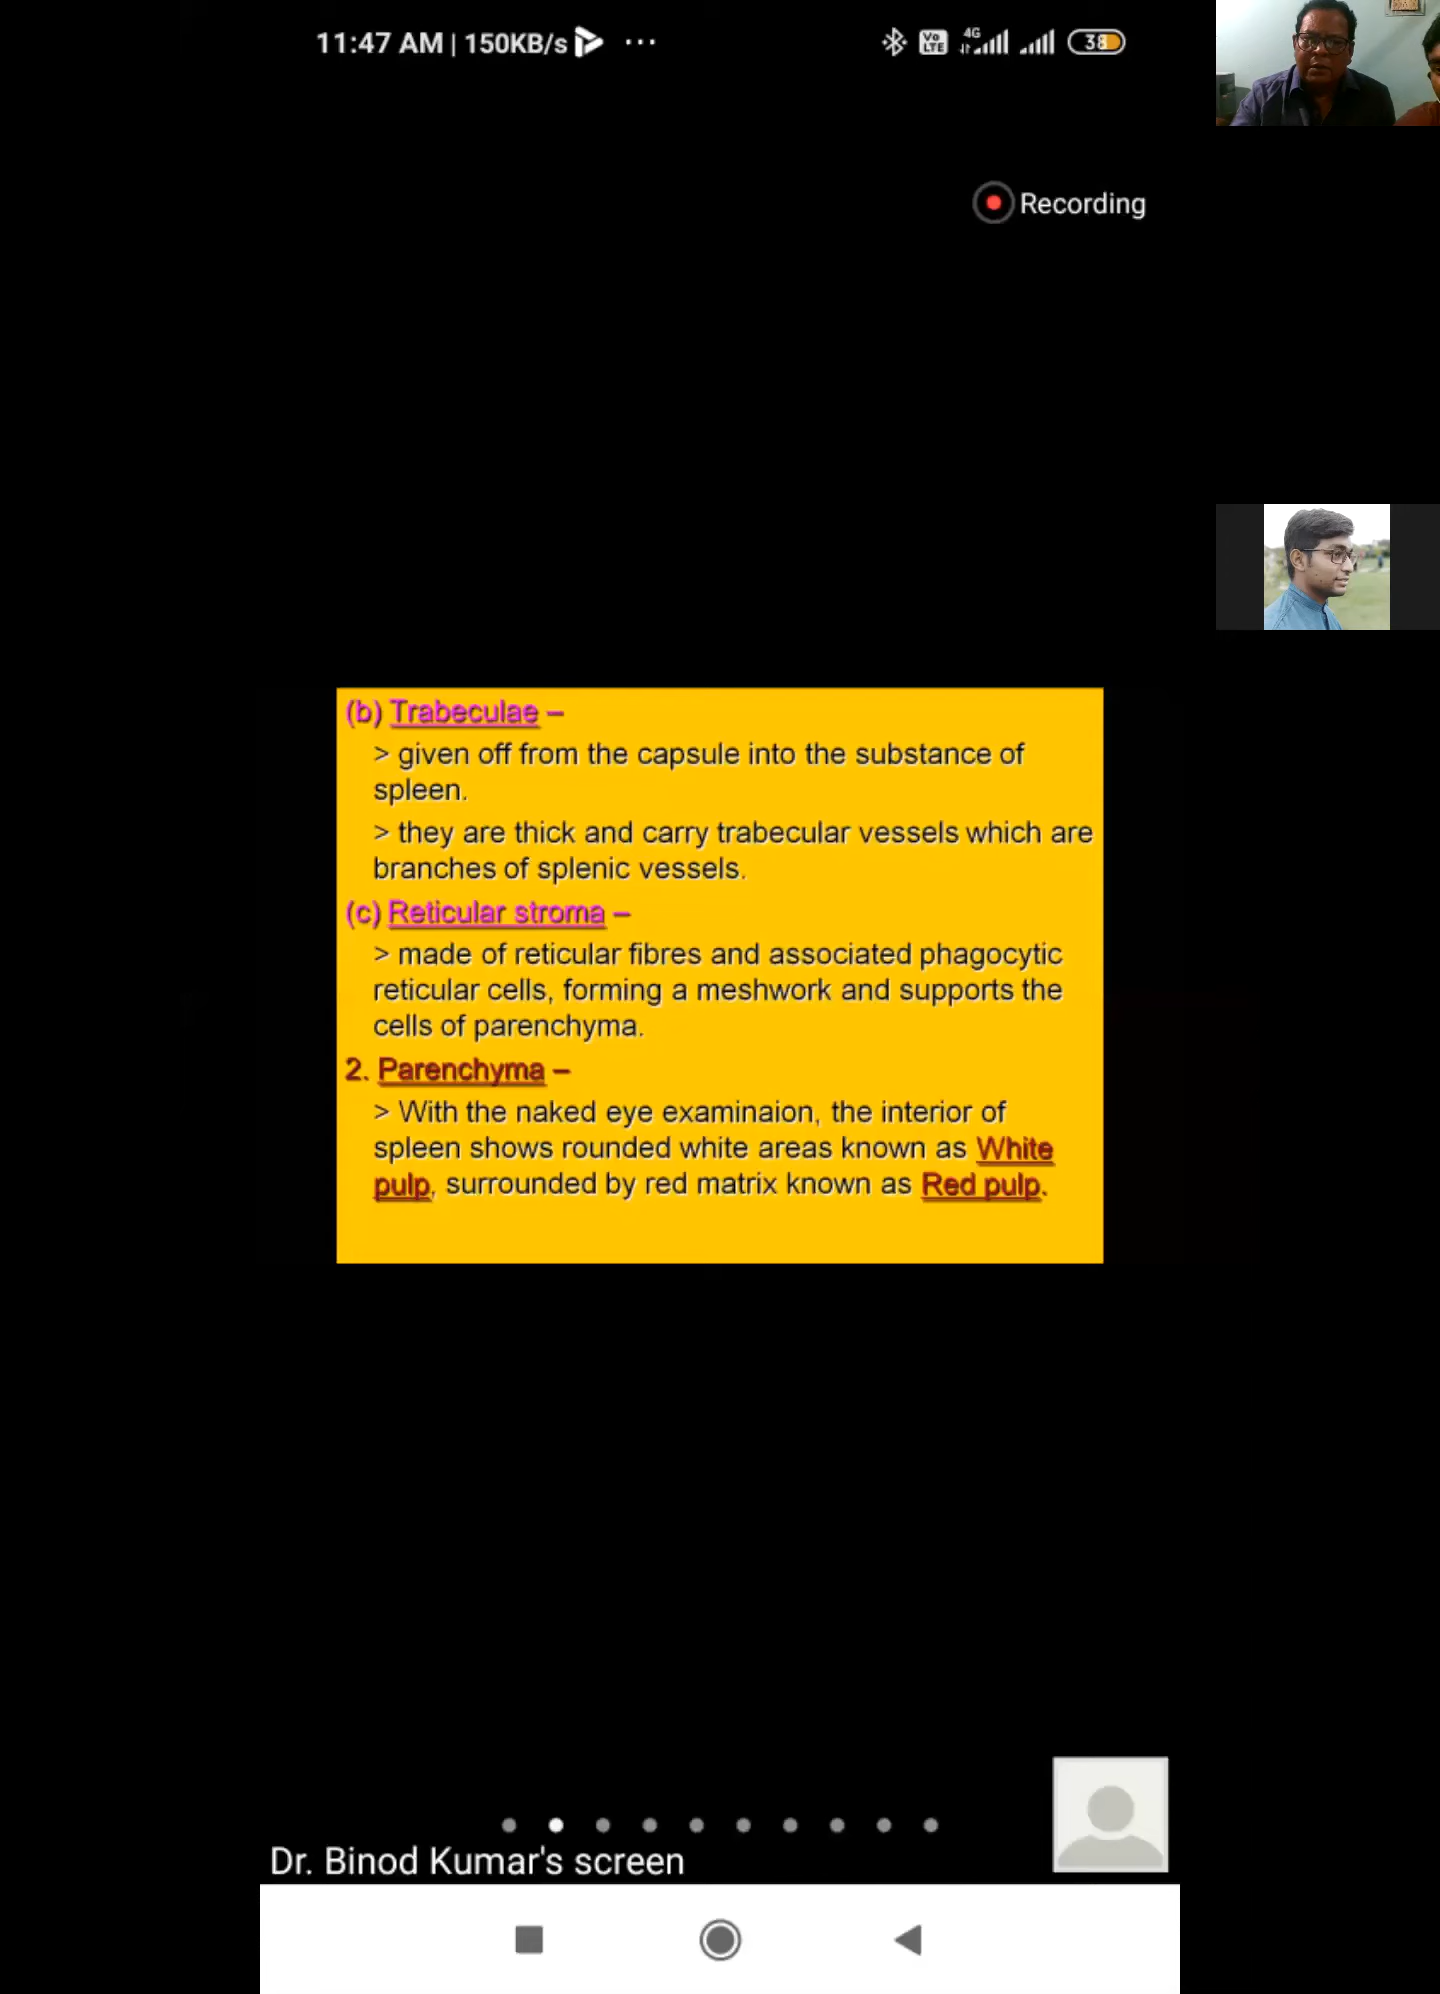 11:47 AM | 150KB/s ...
Vo LTE 4G 38
Recording
(b) Trabeculae –
> given off from the capsule into the substance of
spleen.
> they are thick and carry trabecular vessels which are
branches of splenic vessels.
(c) Reticular stroma –
> made of reticular fibres and associated phagocytic
reticular cells, forming a meshwork and supports the
cells of parenchyma.
2. Parenchyma –
> With the naked eye examinaion, the interior of
spleen shows rounded white areas known as White
pulp, surrounded by red matrix known as Red pulp.
Dr. Binod Kumar's screen